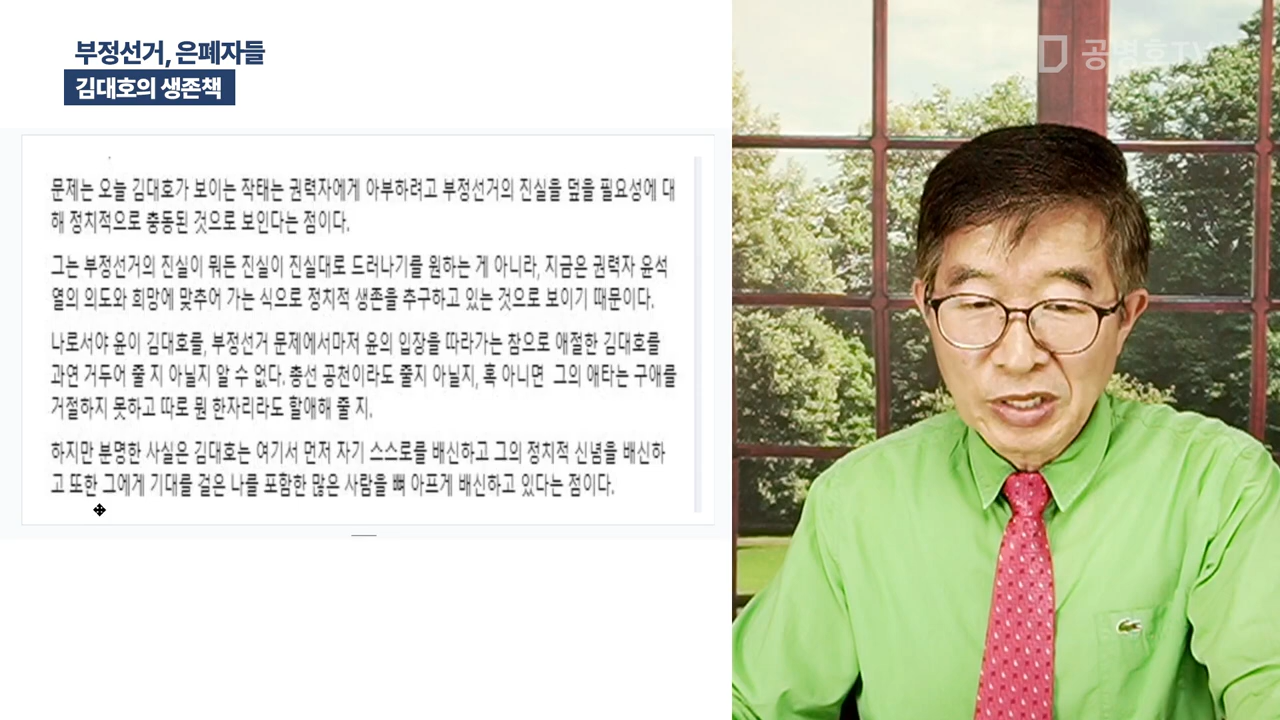 부정선거, 은폐자들
김대호의 생존책
공병호TV
문제는 오늘 김대호가 보이는 작태는 권력자에게 아부하려고 부정선거의 진실을 덮을 필요성에 대
해 정치적으로 충동된 것으로 보인다는 점이다.
그는 부정선거의 진실이 뭐든 진실이 진실대로 드러나기를 원하는 게 아니라, 지금은 권력자 윤석
열의 의도와 희망에 맞추어 가는 식으로 정치적 생존을 추구하고 있는 것으로 보이기 때문이다.
나로서야 윤이 김대호를, 부정선거 문제에서마저 윤의 입장을 따라가는 참으로 애절한 김대호를
과연 거두어 줄 지 아닐지 알 수 없다. 총선 공천이라도 줄지 아닐지, 혹 아니면 그의 애타는 구애를
거절하지 못하고 따로 뭔 한자리라도 할애해 줄 지.
하지만 분명한 사실은 김대호는 여기서 먼저 자기 스스로를 배신하고 그의 정치적 신념을 배신하
고 또한 그에게 기대를 걸은 나를 포함한 많은 사람을 뼈 아프게 배신하고 있다는 점이다.